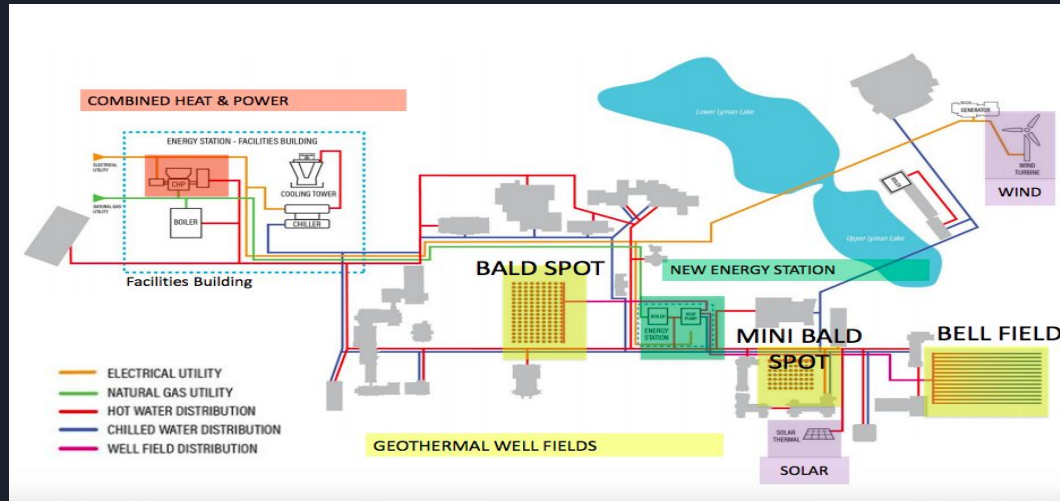 COMBINED HEAT & POWER
ENERGY STATION - FACILITIES BUILDING
ELECTRICAL
UTILITY
CHP
COOLING TOWER
NATURAL GAS
UTILITY
BOILER
CHILLER
Facilities Building
Lower Lyman Lake
Upper Lyman Lake
GENERATOR
WIND
TURBINE
WIND
BOILER
BALD SPOT
NEW ENERGY STATION
BOILER
HEAT
PUMP
ENERGY
STATION
MINI BALD
SPOT
BELL FIELD
ELECTRICAL UTILITY
NATURAL GAS UTILITY
HOT WATER DISTRIBUTION
CHILLED WATER DISTRIBUTION
WELL FIELD DISTRIBUTION
GEOTHERMAL WELL FIELDS
SOLAR
THERMAL
SOLAR